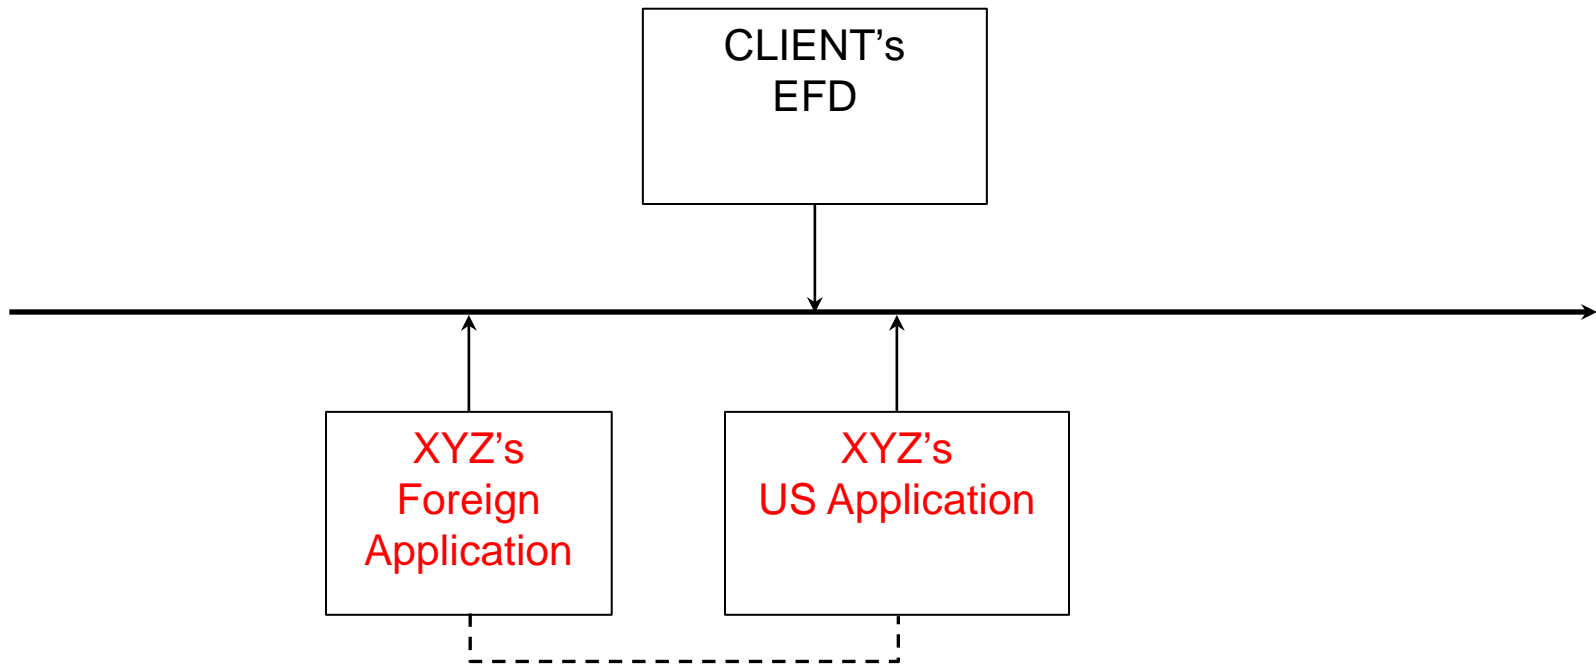 CLIENT’s
EFD
XYZ’s
Foreign
Application
XYZ’s
US Application